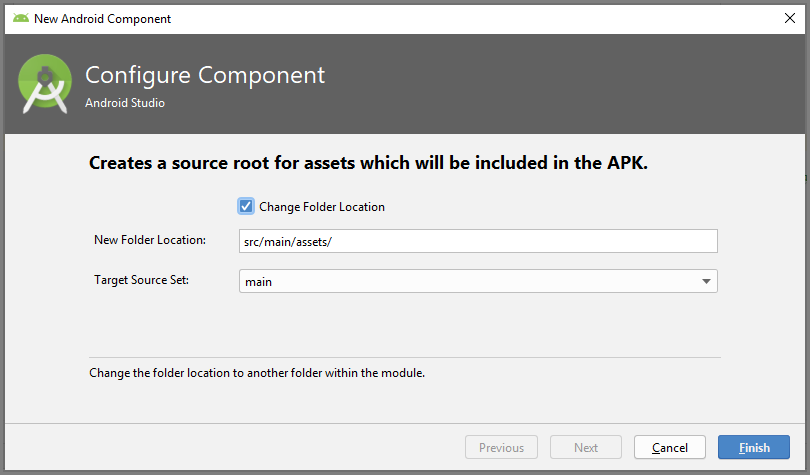 New Android Component
Configure Component
Android Studio
Creates a source root for assets which will be included in the APK.
Change Folder Location
New Folder Location: src/main/assets/
Target Source Set: main
Change the folder location to another folder within the module.
Previous Next Cancel Finish